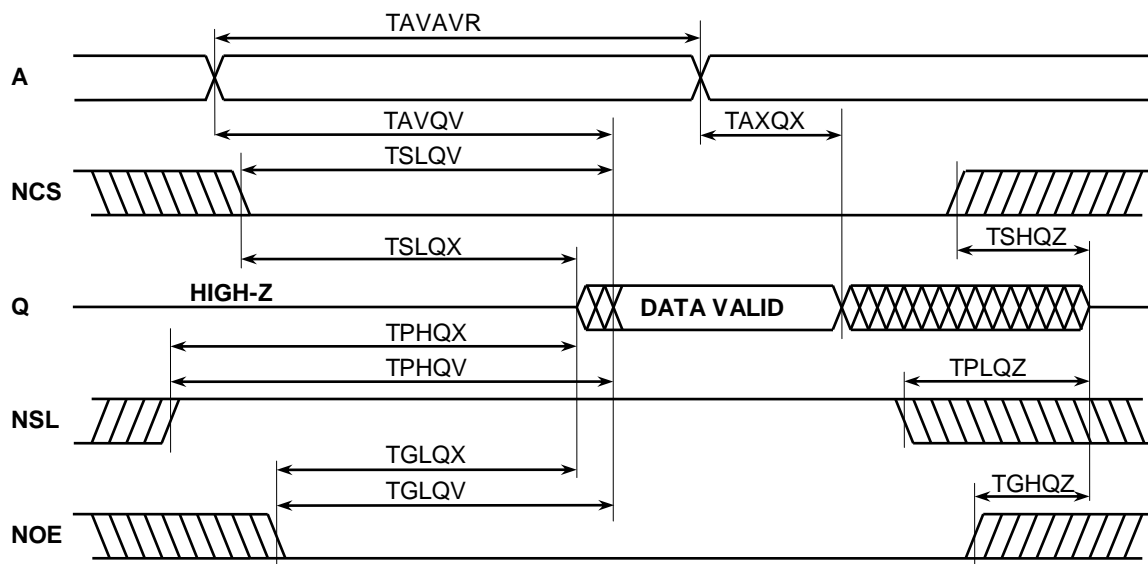 TAVAVR
A
TAVQV
TAXQX
TSLQV
NCS
TSHQZ
TSLQX
HIGH-Z
Q
DATA VALID
TPHQX
TPHQV
TPLQZ
NSL
TGLQX
TGHQZ
TGLQV
NOE